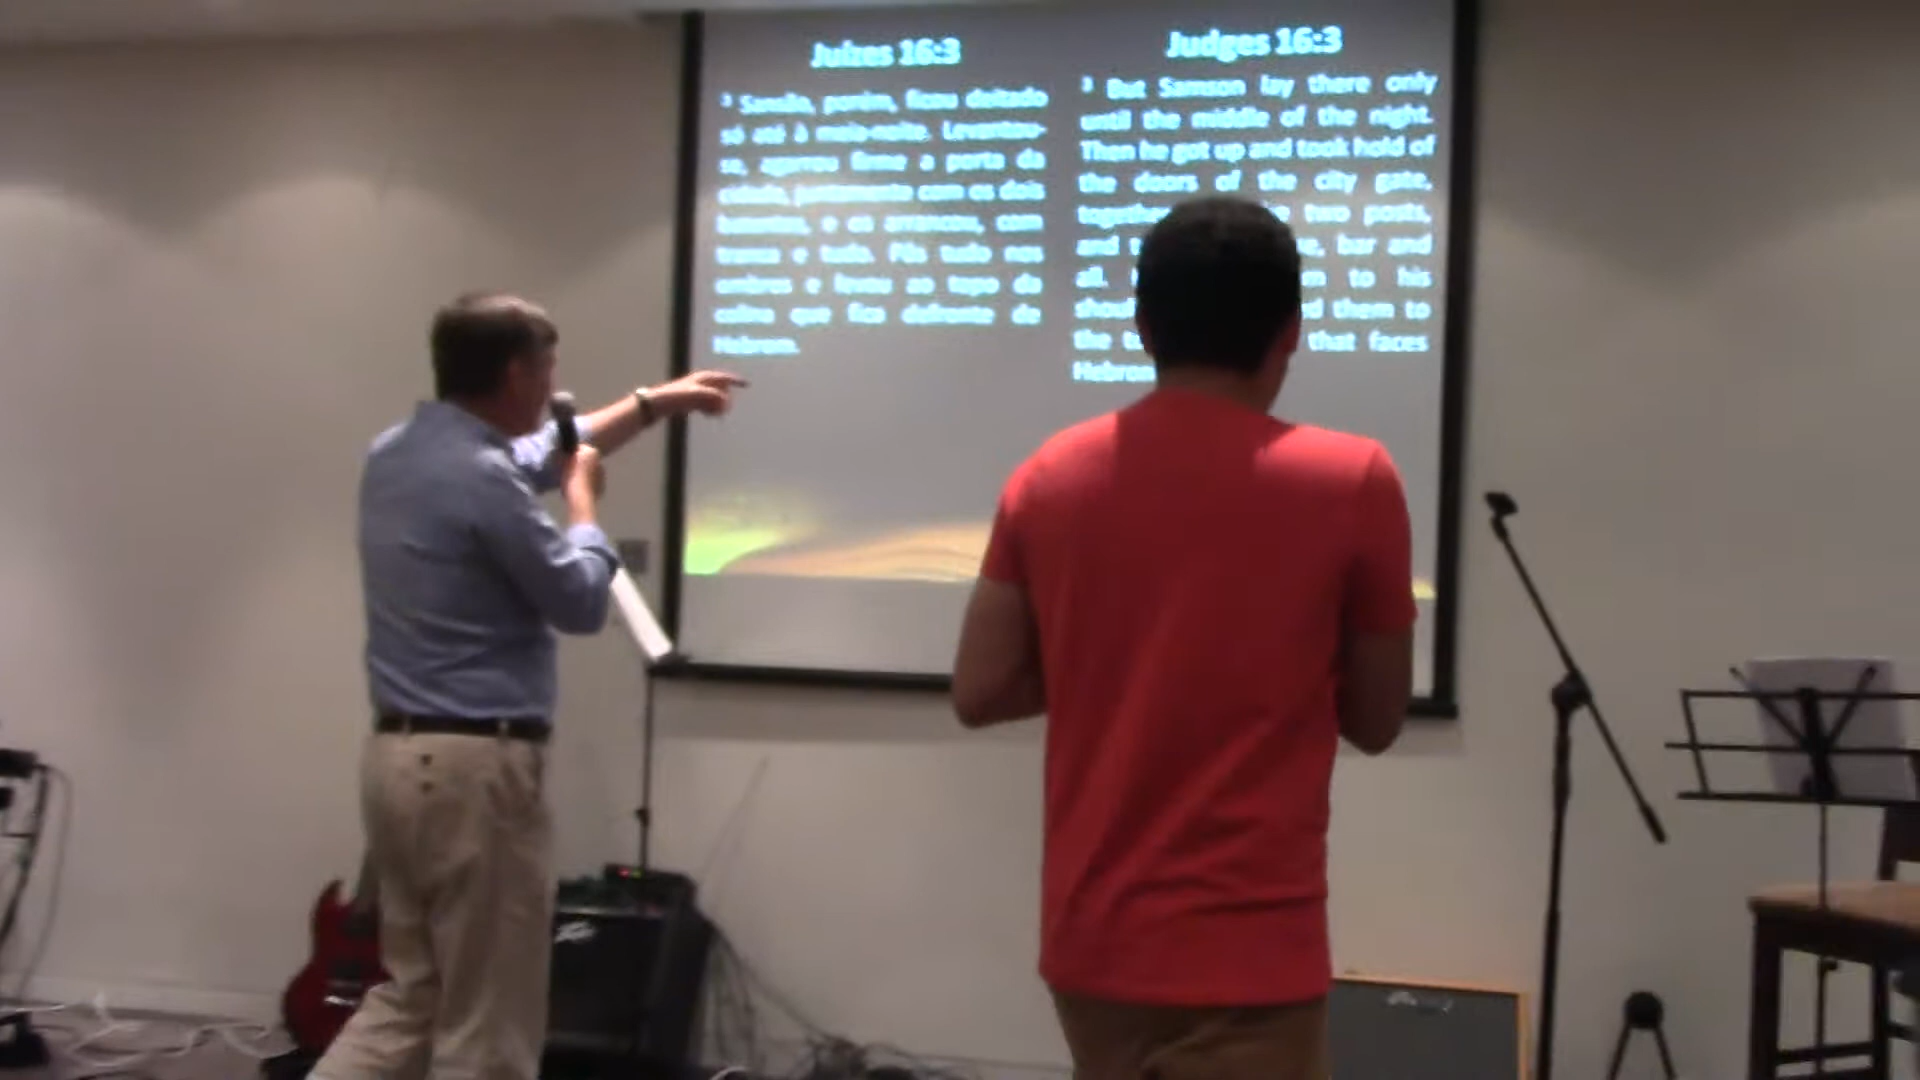 Juízes 16:3
³ Sansão, porém, ficou deitado
só até à meia-noite. Levantou-
se, agarrou firme a porta da
cidade, juntamente com os dois
batentes, e os arrancou, com
tranca e tudo. Pôs tudo nos
ombros e levou ao topo da
colina que fica defronte de
Hebrom.
Judges 16:3
³ But Samson lay there only
until the middle of the night.
Then he got up and took hold of
the doors of the city gate,
two posts,
and bar and
all. to his
them to
the that faces
Hebron